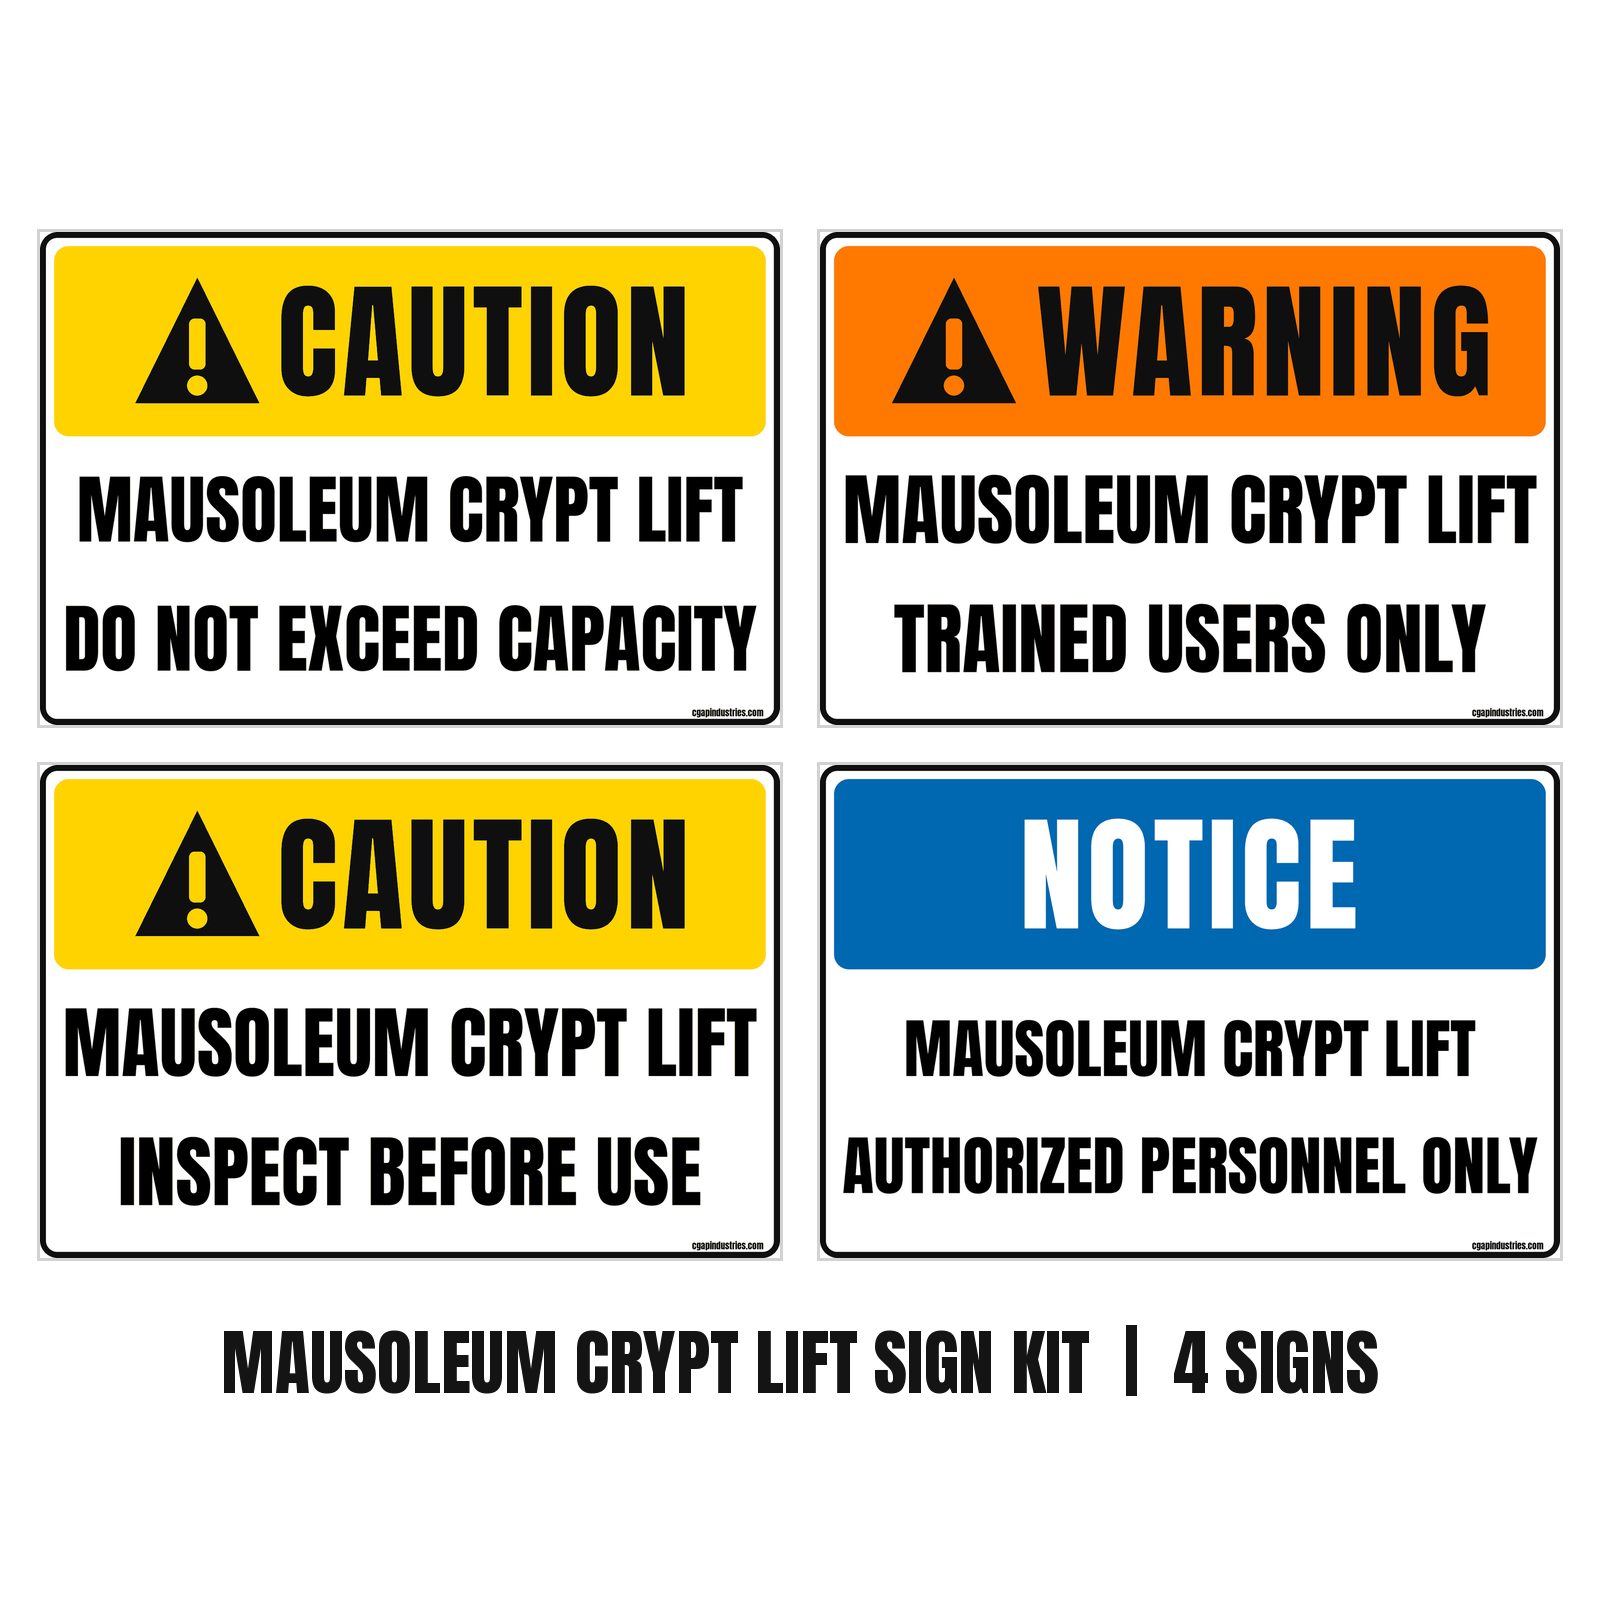 CAUTION
MAUSOLEUM CRYPT LIFT
DO NOT EXCEED CAPACITY
cgapindustries.com
WARNING
MAUSOLEUM CRYPT LIFT
TRAINED USERS ONLY
cgapindustries.com
CAUTION
MAUSOLEUM CRYPT LIFT
INSPECT BEFORE USE
cgapindustries.com
NOTICE
MAUSOLEUM CRYPT LIFT
AUTHORIZED PERSONNEL ONLY
cgapindustries.com
MAUSOLEUM CRYPT LIFT SIGN KIT | 4 SIGNS